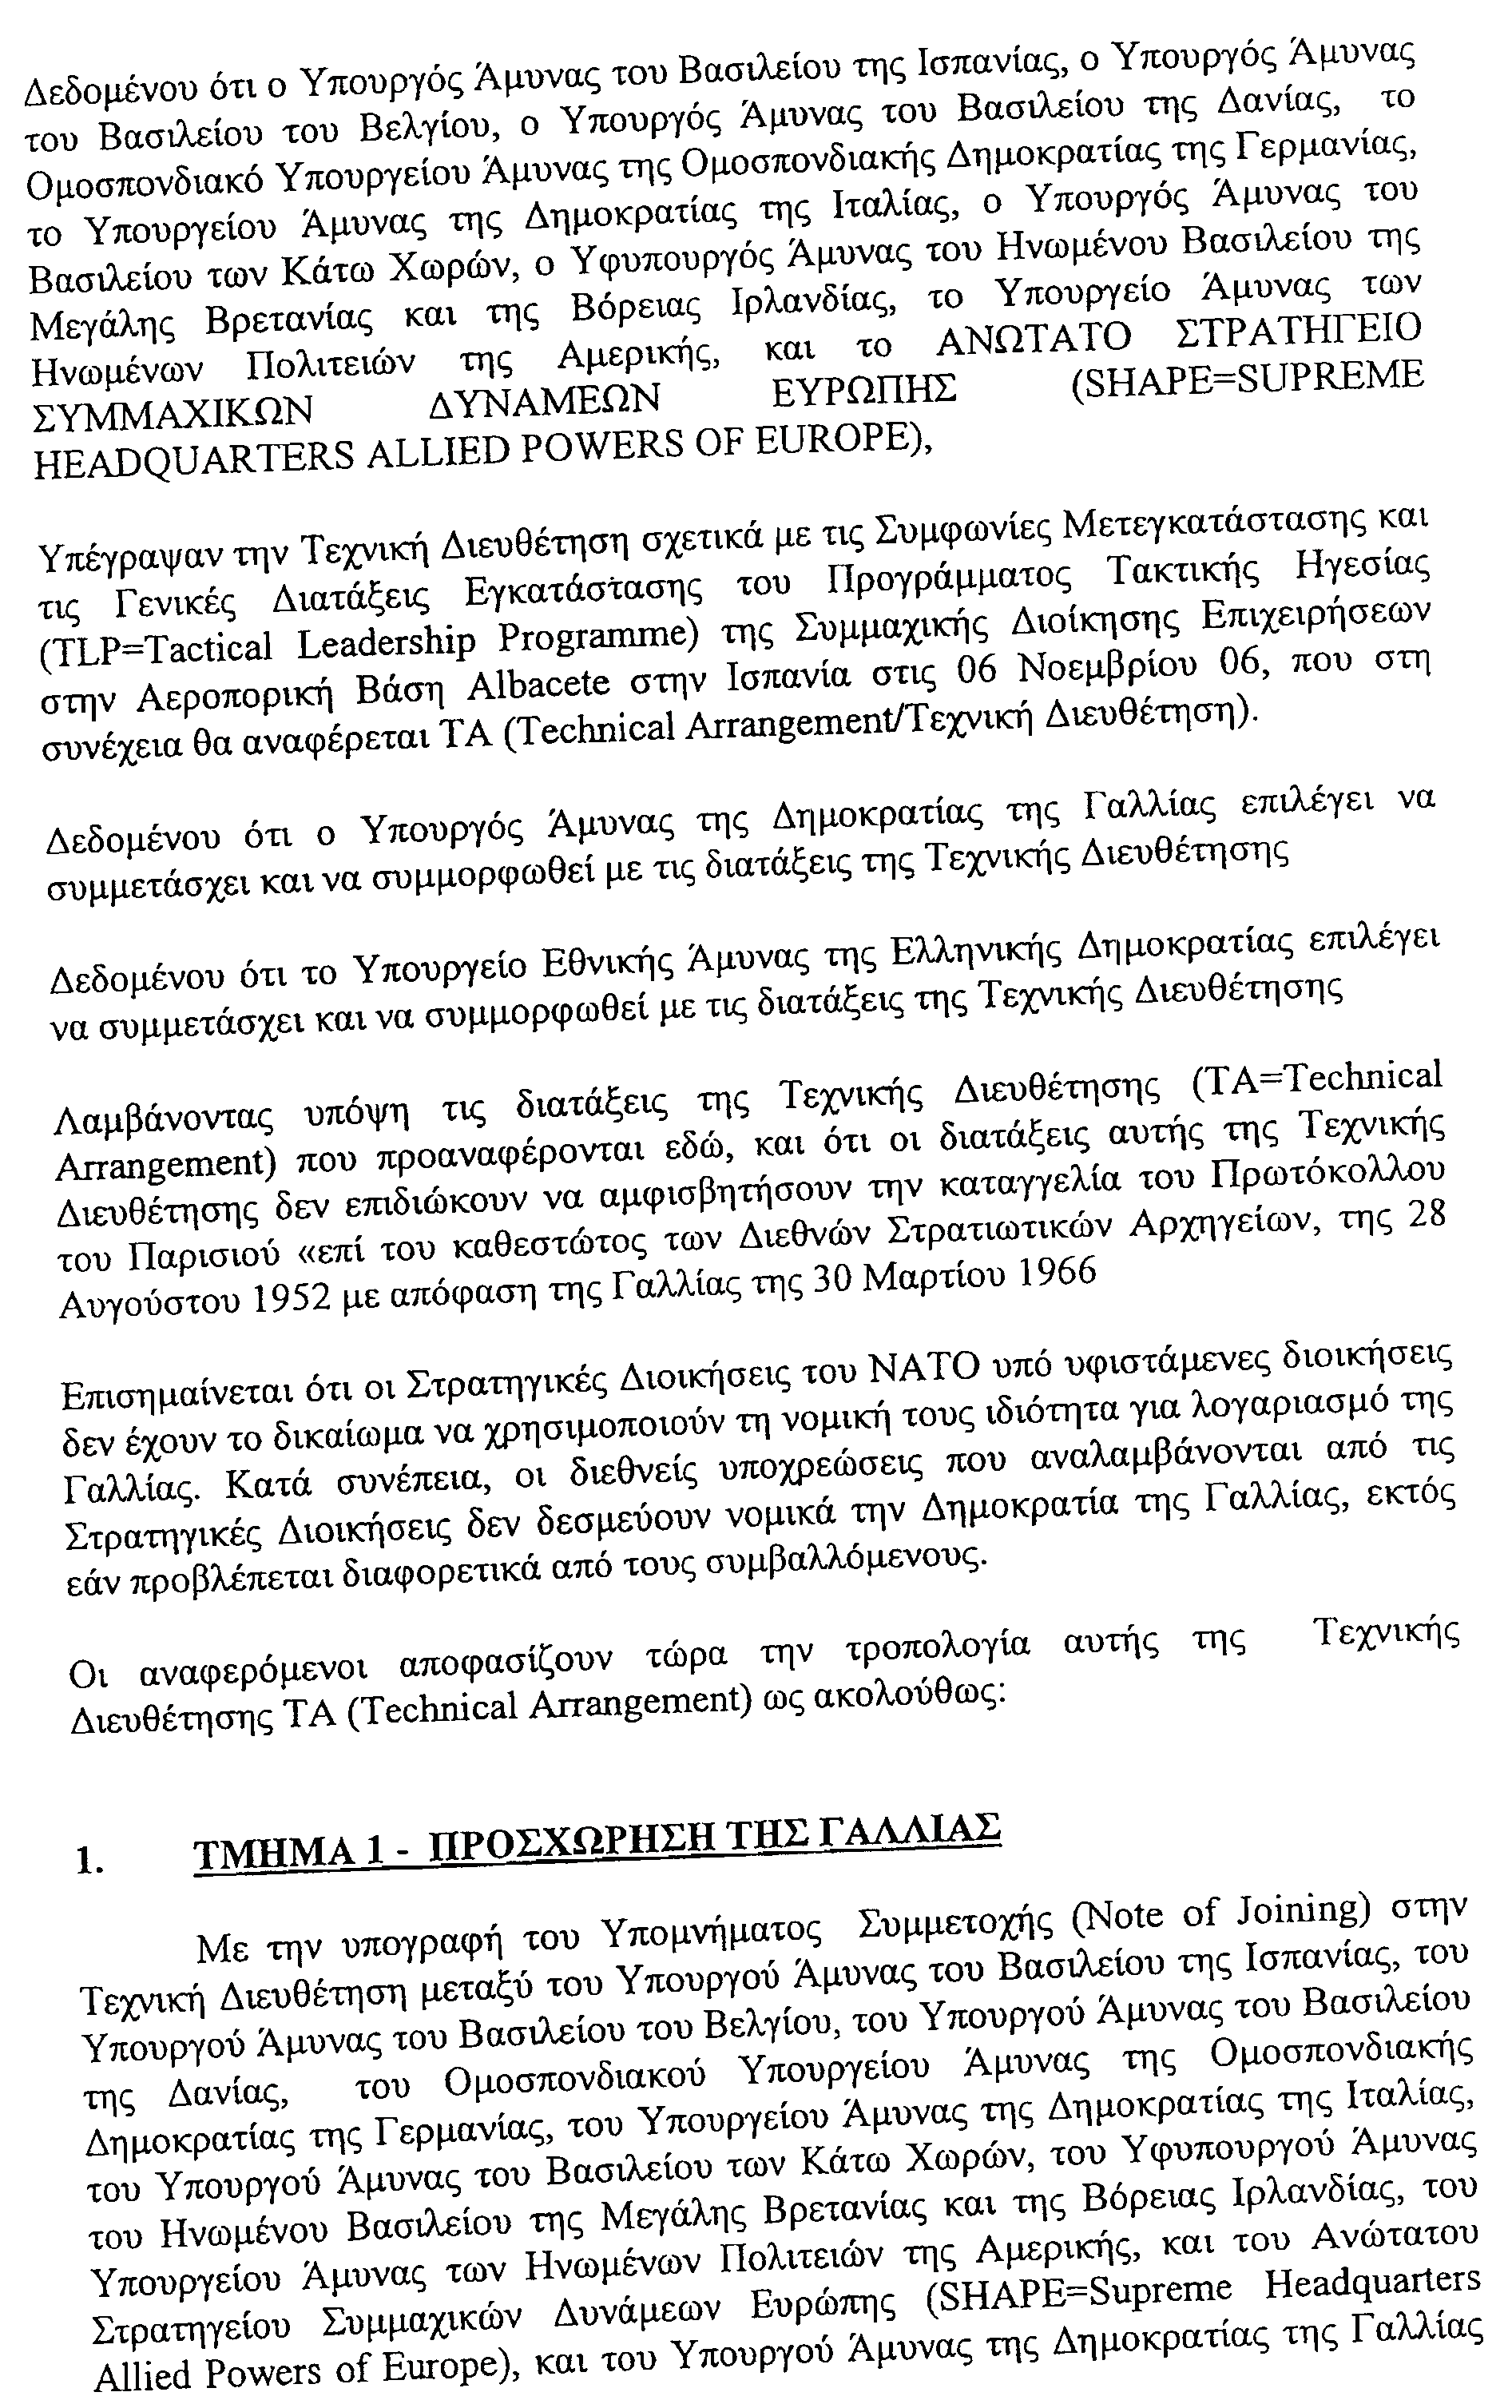 Δεδομένου ότι ο Υπουργός Άμυνας του Βασιλείου της Ισπανίας, ο Υπουργός Άμυνας
του Βασιλείου του Βελγίου, ο Υπουργός Άμυνας του Βασιλείου της Δανίας, το
Ομοσπονδιακό Υπουργείου Άμυνας της Ομοσπονδιακής Δημοκρατίας της Γερμανίας,
το Υπουργείου Άμυνας της Δημοκρατίας της Ιταλίας, ο Υπουργός Άμυνας του
Βασιλείου των Κάτω Χωρών, ο Υφυπουργός Άμυνας του Ηνωμένου Βασιλείου της
Μεγάλης Βρετανίας και της Βόρειας Ιρλανδίας, το Υπουργείο Άμυνας των
Ηνωμένων Πολιτειών της Αμερικής, και το ΑΝΩΤΑΤΟ ΣΤΡΑΤΗΓΕΙΟ
ΣΥΜΜΑΧΙΚΩΝ ΔΥΝΑΜΕΩΝ ΕΥΡΩΠΗΣ (SHAPE=SUPREME
HEADQUARTERS ALLIED POWERS OF EUROPE),
Υπέγραψαν την Τεχνική Διευθέτηση σχετικά με τις Συμφωνίες Μετεγκατάστασης και
τις Γενικές Διατάξεις Εγκατάστασης του Προγράμματος Τακτικής Ηγεσίας
(TLP=Tactical Leadership Programme) της Συμμαχικής Διοίκησης Επιχειρήσεων
στην Αεροπορική Βάση Albacete στην Ισπανία στις 06 Νοεμβρίου 06, που στη
συνέχεια θα αναφέρεται ΤΑ (Technical Arrangement/Τεχνική Διευθέτηση).
Δεδομένου ότι ο Υπουργός Άμυνας της Δημοκρατίας της Γαλλίας επιλέγει να
συμμετάσχει και να συμμορφωθεί με τις διατάξεις της Τεχνικής Διευθέτησης
Δεδομένου ότι το Υπουργείο Εθνικής Άμυνας της Ελληνικής Δημοκρατίας επιλέγει
να συμμετάσχει και να συμμορφωθεί με τις διατάξεις της Τεχνικής Διευθέτησης
Λαμβάνοντας υπόψη τις διατάξεις της Τεχνικής Διευθέτησης (TA=Technical
Arrangement) που προαναφέρονται εδώ, και ότι οι διατάξεις αυτής της Τεχνικής
Διευθέτησης δεν επιδιώκουν να αμφισβητήσουν την καταγγελία του Πρωτόκολλου
του Παρισιού «επί του καθεστώτος των Διεθνών Στρατιωτικών Αρχηγείων, της 28
Αυγούστου 1952 με απόφαση της Γαλλίας της 30 Μαρτίου 1966
Επισημαίνεται ότι οι Στρατηγικές Διοικήσεις του ΝΑΤΟ υπό υφιστάμενες διοικήσεις
δεν έχουν το δικαίωμα να χρησιμοποιούν τη νομική τους ιδιότητα για λογαριασμό της
Γαλλίας. Κατά συνέπεια, οι διεθνείς υποχρεώσεις που αναλαμβάνονται από τις
Στρατηγικές Διοικήσεις δεν δεσμεύουν νομικά την Δημοκρατία της Γαλλίας, εκτός
εάν προβλέπεται διαφορετικά από τους συμβαλλόμενους.
Οι αναφερόμενοι αποφασίζουν τώρα την τροπολογία αυτής της Τεχνικής
Διευθέτησης ΤΑ (Technical Arrangement) ως ακολούθως:
1. ΤΜΗΜΑ 1 - ΠΡΟΣΧΩΡΗΣΗ ΤΗΣ ΓΑΛΛΙΑΣ
Με την υπογραφή του Υπομνήματος Συμμετοχής (Note of Joining) στην
Τεχνική Διευθέτηση μεταξύ του Υπουργού Άμυνας του Βασιλείου της Ισπανίας, του
Υπουργού Άμυνας του Βασιλείου του Βελγίου, του Υπουργού Άμυνας του Βασιλείου
της Δανίας, του Ομοσπονδιακού Υπουργείου Άμυνας της Ομοσπονδιακής
Δημοκρατίας της Γερμανίας, του Υπουργείου Άμυνας της Δημοκρατίας της Ιταλίας,
του Υπουργού Άμυνας του Βασιλείου των Κάτω Χωρών, του Υφυπουργού Άμυνας
του Ηνωμένου Βασιλείου της Μεγάλης Βρετανίας και της Βόρειας Ιρλανδίας, του
Υπουργείου Άμυνας των Ηνωμένων Πολιτειών της Αμερικής, και του Ανώτατου
Στρατηγείου Συμμαχικών Δυνάμεων Ευρώπης (SHAPE=Supreme Headquarters
Allied Powers of Europe), και του Υπουργού Άμυνας της Δημοκρατίας της Γαλλίας